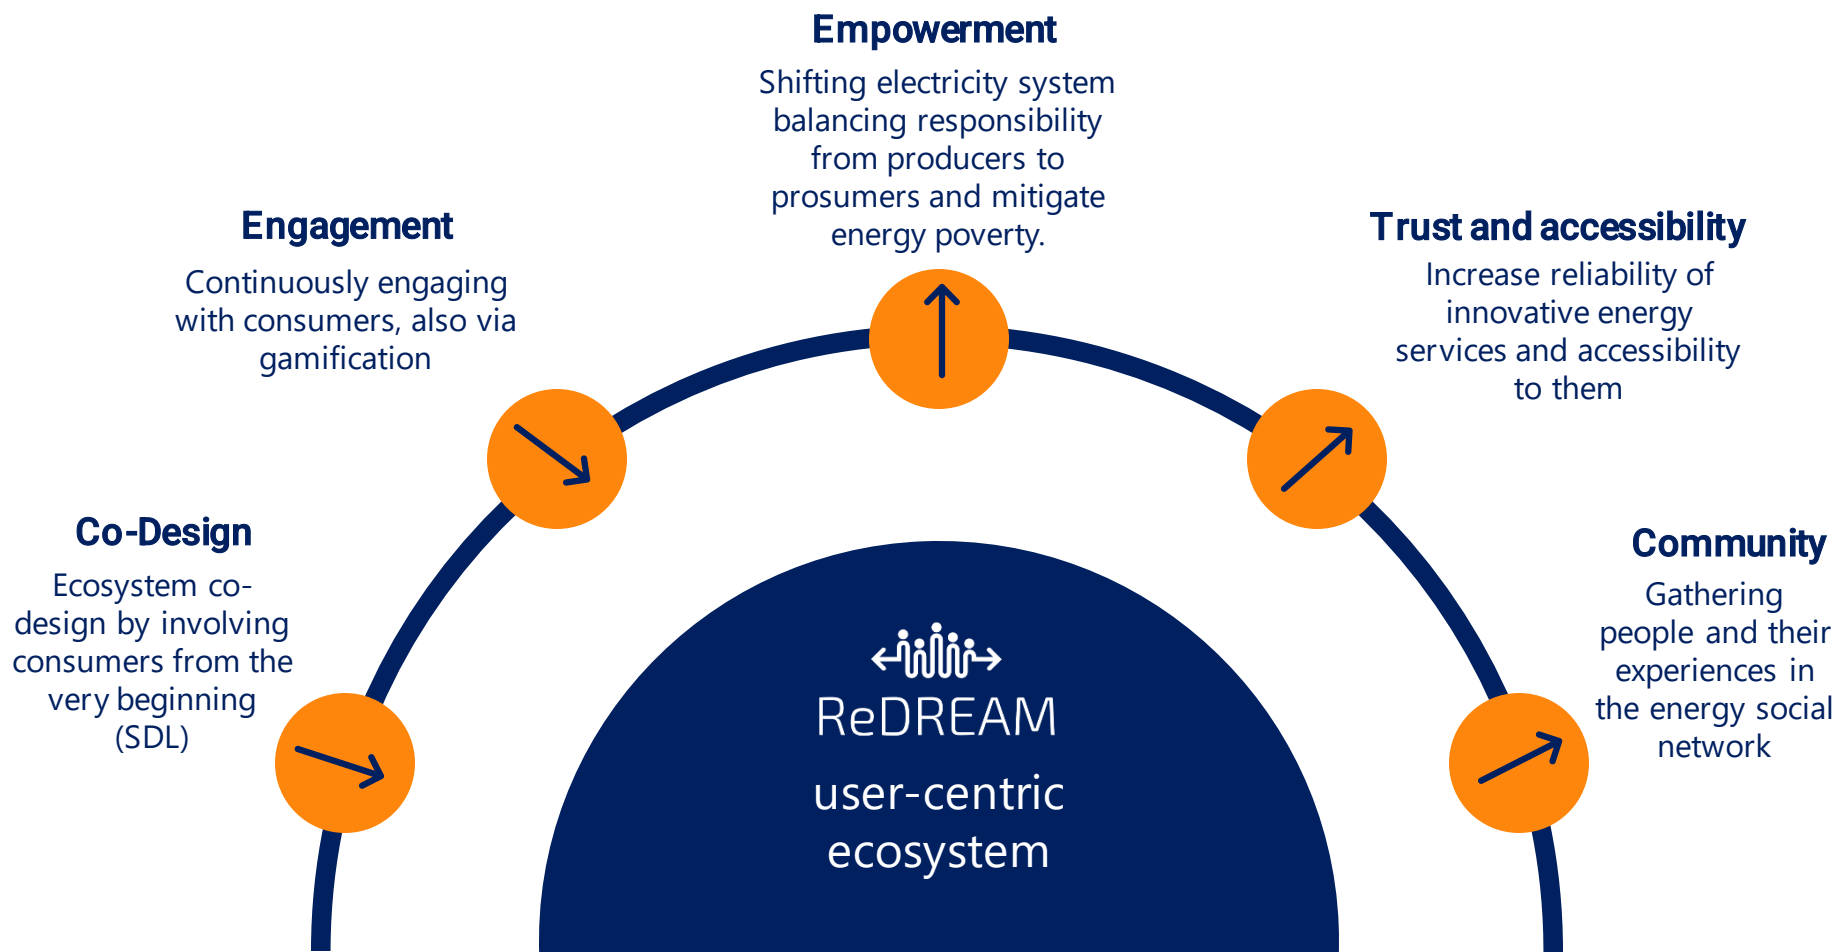 Empowerment
Shifting electricity system
balancing responsibility
from producers to
prosumers and mitigate
energy poverty.
Engagement
Continuously engaging
with consumers, also via
gamification
Trust and accessibility
Increase reliability of
innovative energy
services and accessibility
to them
Co-Design
Ecosystem co-
design by involving
consumers from the
very beginning
(SDL)
Community
Gathering
people and their
experiences in
the energy social
network
ReDREAM
user-centric
ecosystem